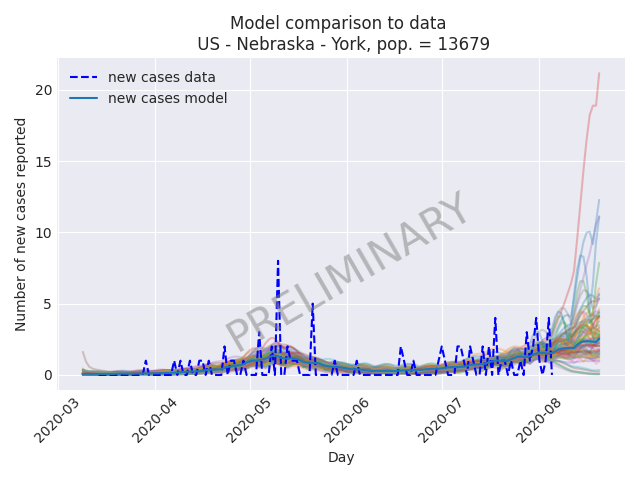 Model comparison to data
US - Nebraska - York, pop. = 13679
new cases data
new cases model
20
15
10
5
0
Number of new cases reported
PRELIMINARY
2020-03
2020-04
2020-05
2020-06
2020-07
2020-08
Day